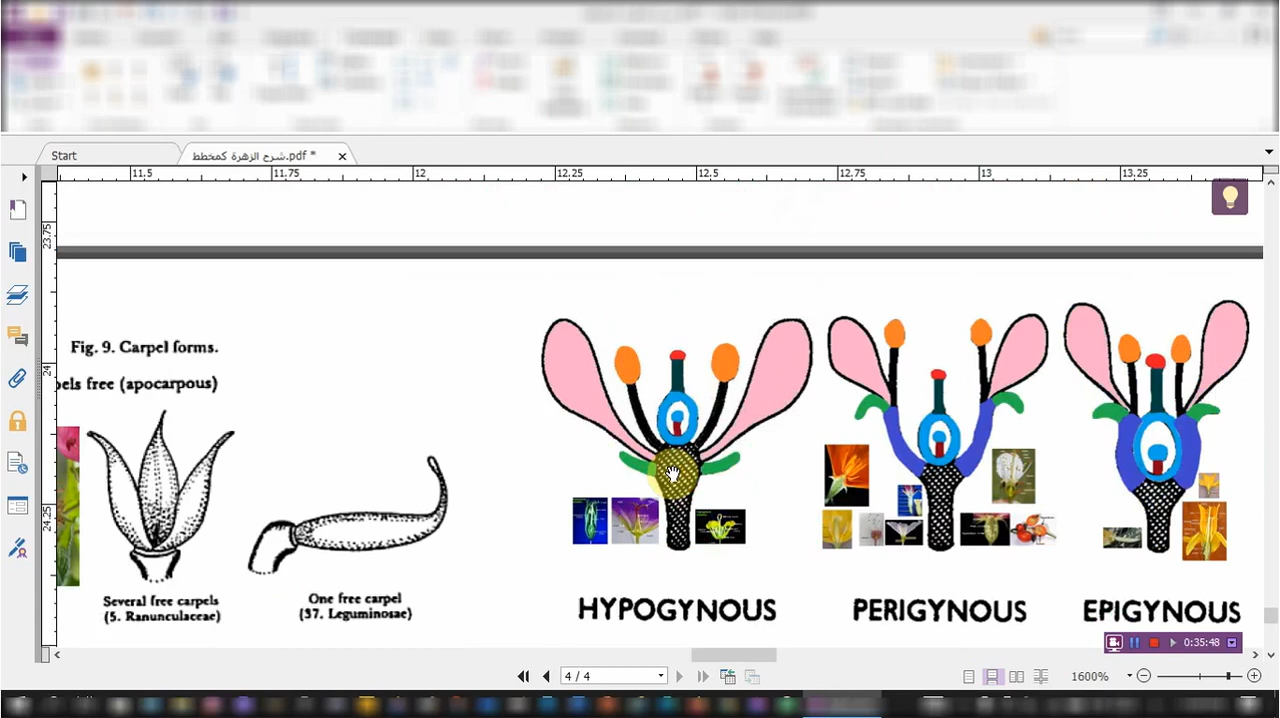 Start
شرح الزهرة كمخطط.pdf *
11.5 11.75 12 12.25 12.5 12.75 13 13.25
23.75
24
24.25
Fig. 9. Carpel forms.
pels free (apocarpous)
Several free carpels
(5. Ranunculaceae)
One free carpel
(37. Leguminosae)
HYPOGYNOUS
PERIGYNOUS
EPIGYNOUS
0:35:48
4 / 4
1600%